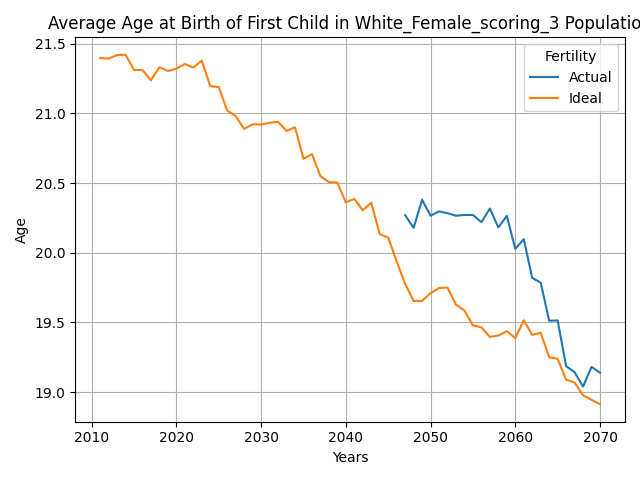 Average Age at Birth of First Child in White_Female_scoring_3 Populatio
21.5
21.0
20.5
20.0
19.5
19.0
Age
Fertility
Actual
Ideal
2010 2020 2030 2040 2050 2060 2070
Years